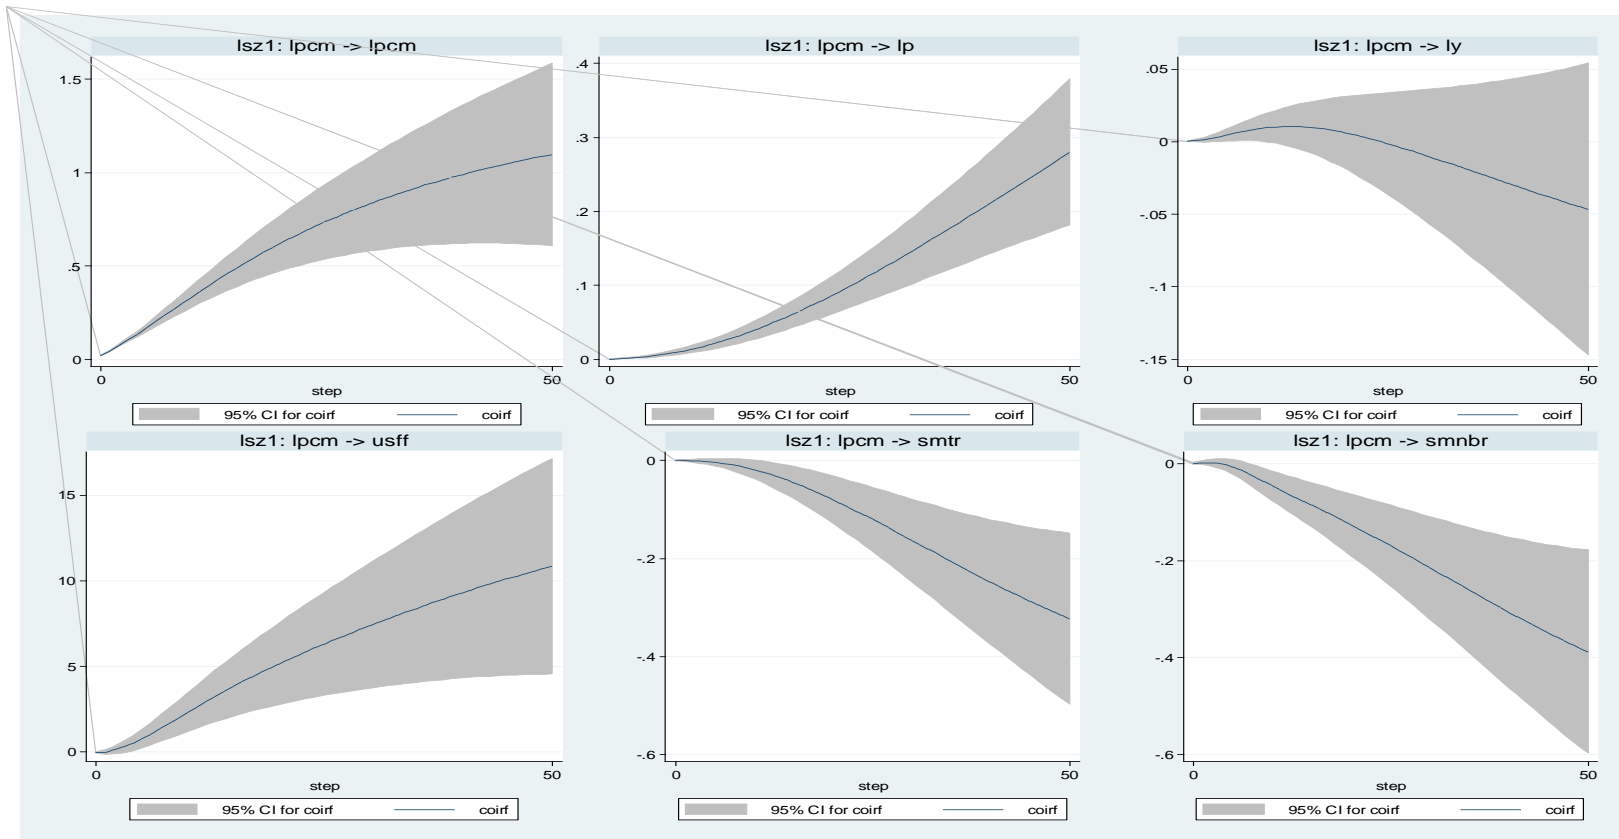 lsz1: lpcm -> lpcm
1.5
1
.5
0
0
50
step
95% CI for coirf
coirf
lsz1: lpcm -> lp
.4
.3
.2
.1
0
0
50
step
95% CI for coirf
coirf
lsz1: lpcm -> ly
.05
0
-.05
-.1
-.15
0
50
step
95% CI for coirf
coirf
lsz1: lpcm -> usff
15
10
5
0
0
50
step
95% CI for coirf
coirf
lsz1: lpcm -> smtr
0
-.2
-.4
-.6
0
50
step
95% CI for coirf
coirf
lsz1: lpcm -> smnbr
0
-.2
-.4
-.6
0
50
step
95% CI for coirf
coirf